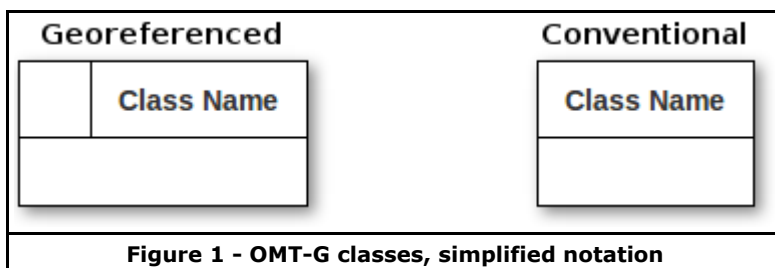 Georeferenced Conventional
Class Name Class Name
Figure 1 - OMT-G classes, simplified notation